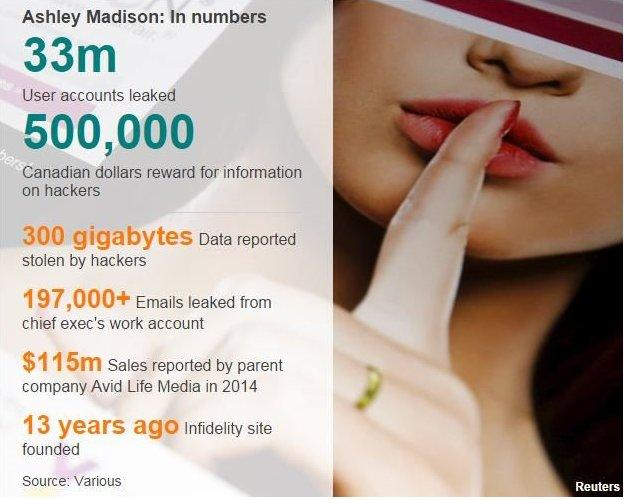 Ashley Madison: In numbers
33m
User accounts leaked
500,000
Canadian dollars reward for information
on hackers
300 gigabytes Data reported
stolen by hackers
197,000+ Emails leaked from
chief exec's work account
$115m Sales reported by parent
company Avid Life Media in 2014
13 years ago Infidelity site
founded
Source: Various
Reuters